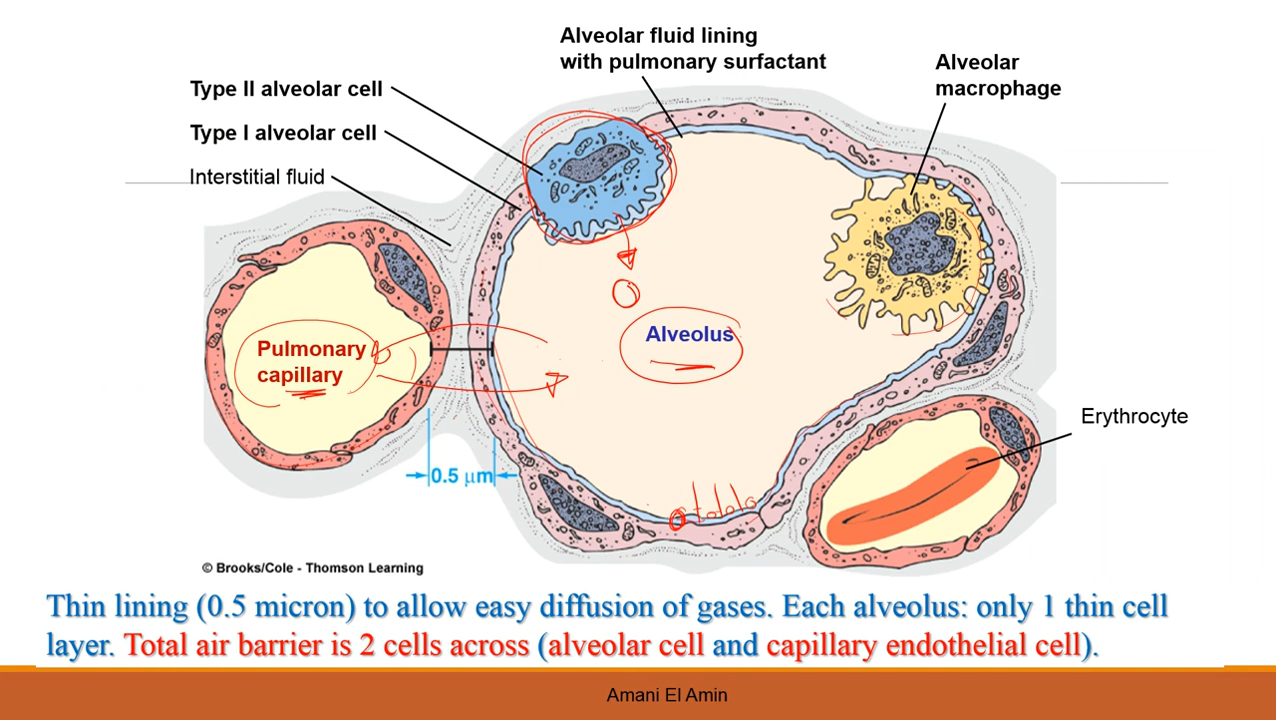 Alveolar fluid lining
with pulmonary surfactant
Alveolar
macrophage
Type II alveolar cell
Type I alveolar cell
Interstitial fluid
Pulmonary
capillary
Alveolus
Erythrocyte
0.5 μm
© Brooks/Cole - Thomson Learning
Thin lining (0.5 micron) to allow easy diffusion of gases. Each alveolus: only 1 thin cell
layer. Total air barrier is 2 cells across (alveolar cell and capillary endothelial cell).
Amani El Amin